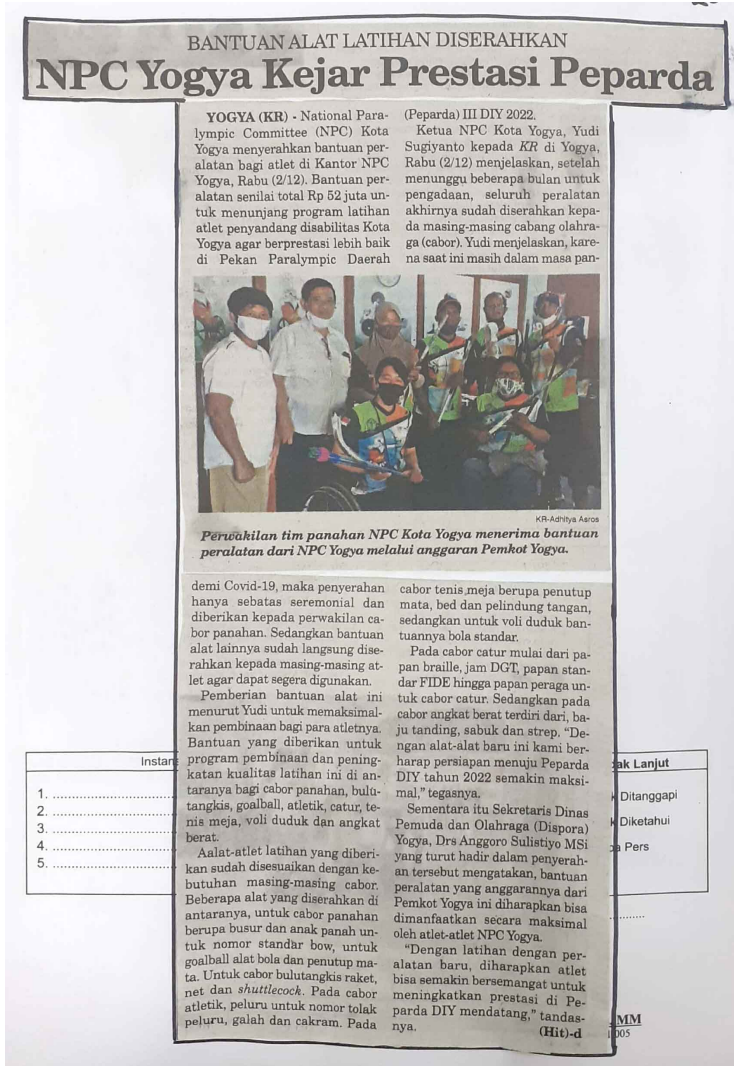 BANTUAN ALAT LATIHAN DISERAHKAN
NPC Yogya Kejar Prestasi Peparda
YOGYA (KR) - National Para-
lympic Committee (NPC) Kota
Yogya menyerahkan bantuan per-
alatan bagi atlet di Kantor NPC
Yogya, Rabu (2/12). Bantuan per-
alatan senilai total Rp 52 juta un-
tuk menunjang program latihan
atlet penyandang disabilitas Kota
Yogya agar berprestasi lebih baik
di Pekan Paralympic Daerah
(Peparda) III DIY 2022.
Ketua NPC Kota Yogya, Yudi
Sugiyanto kepada KR di Yogya,
Rabu (2/12) menjelaskan, setelah
menunggu beberapa bulan untuk
pengadaan, seluruh peralatan
akhirnya sudah diserahkan kepa-
da masing-masing cabang olahra-
ga (cabor). Yudi menjelaskan, kare-
na saat ini masih dalam masa pan-
KR-Adhitya Asros
Perwakilan tim panahan NPC Kota Yogya menerima bantuan
peralatan dari NPC Yogya melalui anggaran Pemkot Yogya.
demi Covid-19, maka penyerahan
hanya sebatas seremonial dan
diberikan kepada perwakilan ca-
bor panahan. Sedangkan bantuan
alat lainnya sudah langsung dise-
rahkan kepada masing-masing at-
let agar dapat segera digunakan.
Pemberian bantuan alat ini
menurut Yudi untuk memaksimal-
kan pembinaan bagi para atletnya.
Bantuan yang diberikan untuk
program pembinaan dan pening-
katan kualitas latihan ini di an-
taranya bagi cabor panahan, bulu-
tangkis, goalball, atletik, catur, te-
nis meja, voli duduk dan angkat
berat.
Aalat-atlet latihan yang diberi-
kan sudah disesuaikan dengan ke-
butuhan masing-masing cabor.
Beberapa alat yang diserahkan di
antaranya, untuk cabor panahan
berupa busur dan anak panah un-
tuk nomor standar bow, untuk
goalball alat bola dan penutup ma-
ta. Untuk cabor bulutangkis raket,
net dan shuttlecock. Pada cabor
atletik, peluru untuk nomor tolak
peluru, galah dan cakram. Pada
cabor tenis meja berupa penutup
mata, bed dan pelindung tangan,
sedangkan untuk voli duduk ban-
tuannya bola standar.
Pada cabor catur mulai dari pa-
pan braille, jam DGT, papan stan-
dar FIDE hingga papan peraga un-
tuk cabor catur. Sedangkan pada
cabor angkat berat terdiri dari, ba-
ju tanding, sabuk dan strep. "De-
ngan alat-alat baru ini kami ber-
harap persiapan menuju Peparda
DIY tahun 2022 semakin maksi-
mal," tegasnya.
Sementara itu Sekretaris Dinas
Pemuda dan Olahraga (Dispora)
Yogya, Drs Anggoro Sulistiyo MSi
yang turut hadir dalam penyerah-
an tersebut mengatakan, bantuan
peralatan yang anggarannya dari
Pemkot Yogya ini diharapkan bisa
dimanfaatkan secara maksimal
oleh atlet-atlet NPC Yogya.
"Dengan latihan dengan per-
alatan baru, diharapkan atlet
bisa semakin bersemangat untuk
meningkatkan prestasi di Pe-
parda DIY mendatang," tandas-
nya. (Hit)-d
Instan
1. ....................
2. ....................
3. ....................
4. ....................
5. ....................
ak Lanjut
Ditanggapi
Diketahui
Pers
MM
005